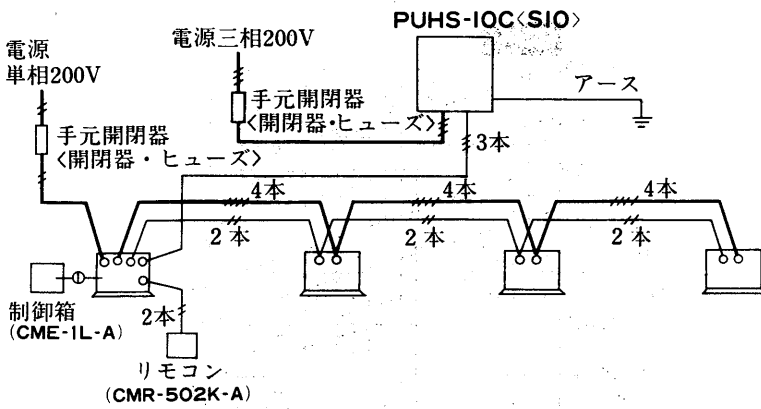 PUHS-10C〈S10〉
電源三相200V
電源
単相200V
アース
手元開閉器
〈開閉器・ヒューズ〉
手元開閉器
〈開閉器・ヒューズ〉
3本
4本
4本
4本
2本
2本
2本
制御箱
(CME-1L-A)
2本
リモコン
(CMR-502K-A)